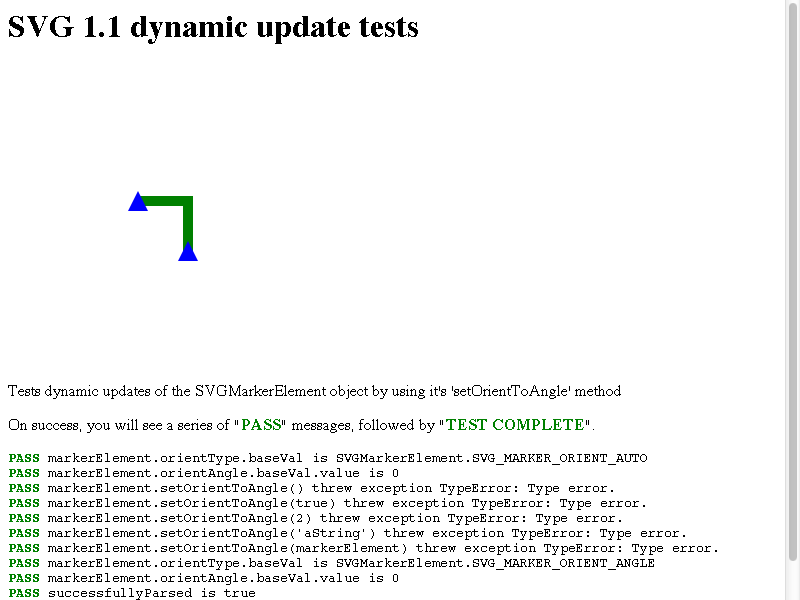 SVG 1.1 dynamic update tests
Tests dynamic updates of the SVGMarkerElement object by using it's 'setOrientToAngle' method
On success, you will see a series of "PASS" messages, followed by "TEST COMPLETE".
PASS markerElement.orientType.baseVal is SVGMarkerElement.SVG_MARKER_ORIENT_AUTO
PASS markerElement.orientAngle.baseVal.value is 0
PASS markerElement.setOrientToAngle() threw exception TypeError: Type error.
PASS markerElement.setOrientToAngle(true) threw exception TypeError: Type error.
PASS markerElement.setOrientToAngle(2) threw exception TypeError: Type error.
PASS markerElement.setOrientToAngle('aString') threw exception TypeError: Type error.
PASS markerElement.setOrientToAngle(markerElement) threw exception TypeError: Type error.
PASS markerElement.orientType.baseVal is SVGMarkerElement.SVG_MARKER_ORIENT_ANGLE
PASS markerElement.orientAngle.baseVal.value is 0
PASS successfullyParsed is true